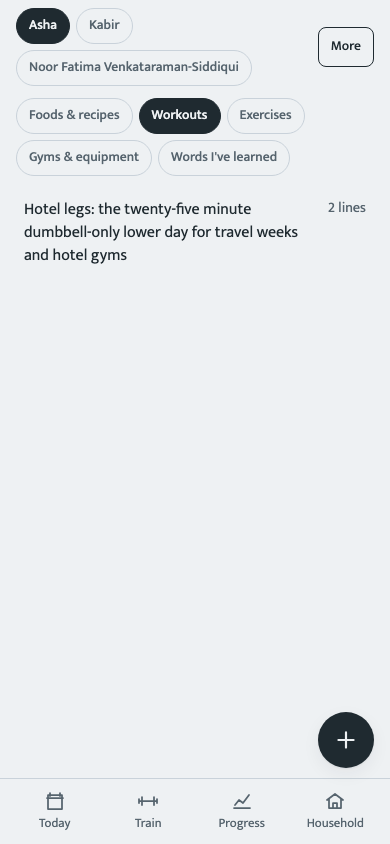 Asha
Kabir
More
Noor Fatima Venkataraman-Siddiqui
Foods & recipes
Workouts
Exercises
Gyms & equipment
Words I've learned
Hotel legs: the twenty-five minute
dumbbell-only lower day for travel weeks
and hotel gyms
2 lines
Today
Train
Progress
Household